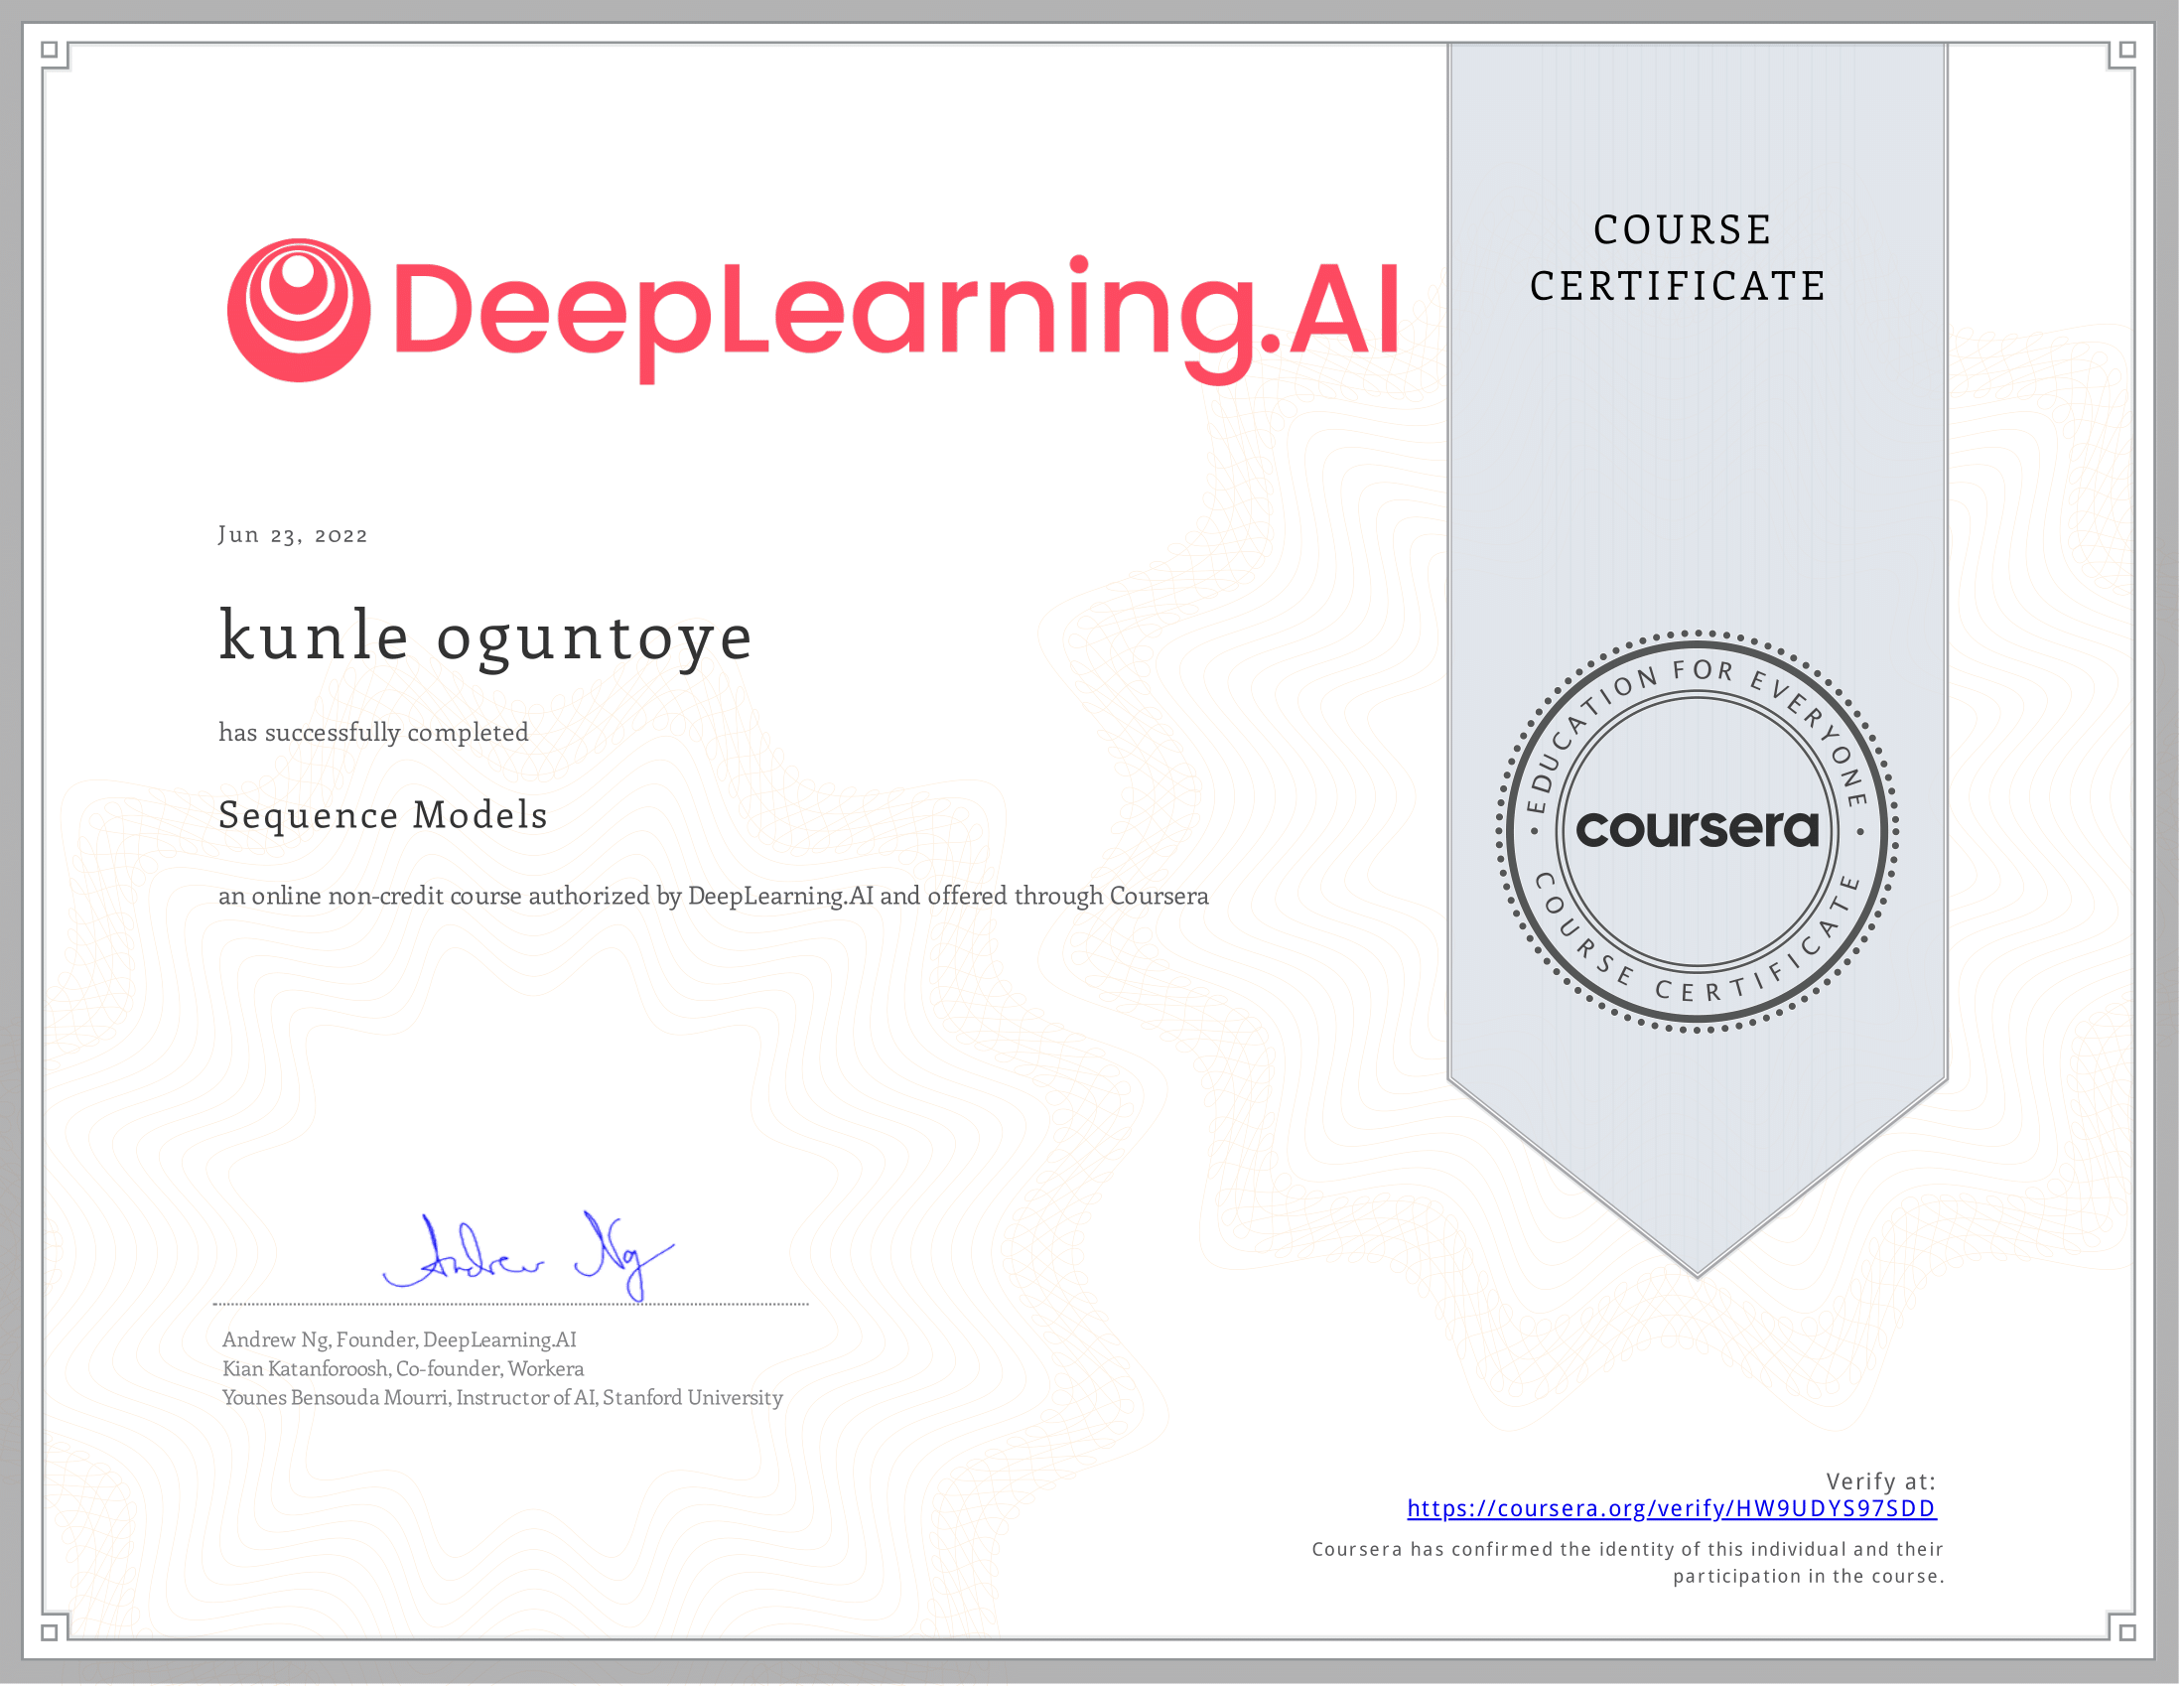 DeepLearning.AI
COURSE
CERTIFICATE
Jun 23, 2022
kunle oguntoye
has successfully completed
Sequence Models
an online non-credit course authorized by DeepLearning.AI and offered through Coursera
EDUCATION FOR EVERYONE
coursera
COURSE CERTIFICATE
Andrew Ng
Andrew Ng, Founder, DeepLearning.AI
Kian Katanforoosh, Co-founder, Workera
Younes Bensouda Mourri, Instructor of AI, Stanford University
Verify at:
https://coursera.org/verify/HW9UDYS97SDD
Coursera has confirmed the identity of this individual and their
participation in the course.